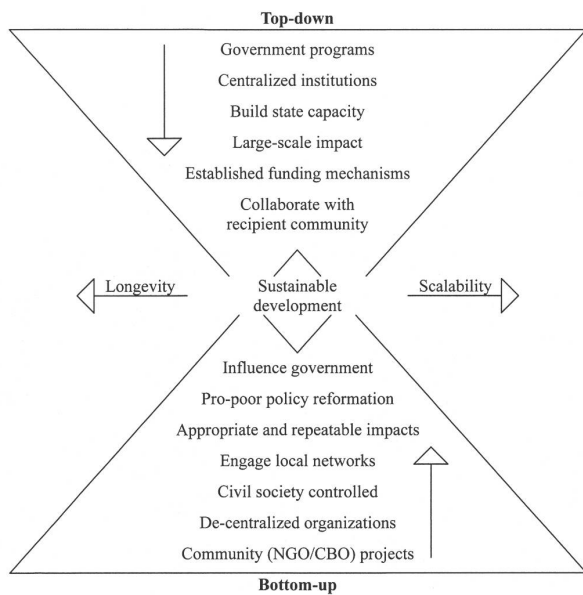 Top-down
Government programs
Centralized institutions
Build state capacity
Large-scale impact
Established funding mechanisms
Collaborate with
recipient community
Longevity
Sustainable
development
Scalability
Influence government
Pro-poor policy reformation
Appropriate and repeatable impacts
Engage local networks
Civil society controlled
De-centralized organizations
Community (NGO/CBO) projects
Bottom-up